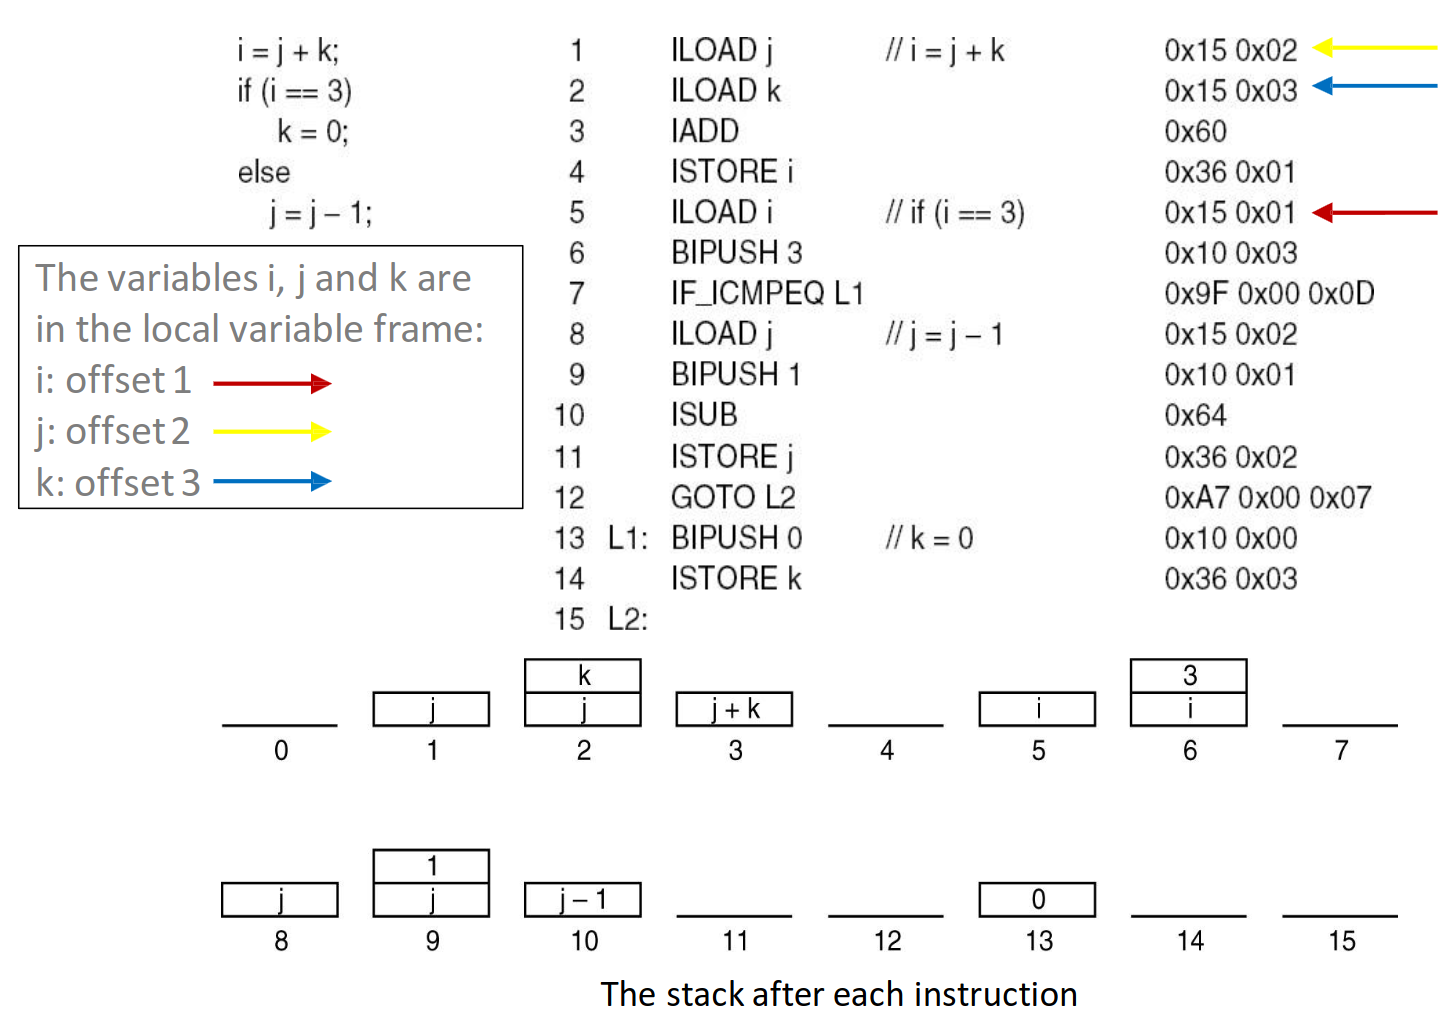 i = j + k;
if (i == 3)
k = 0;
else
j = j – 1;
The variables i, j and k are
in the local variable frame:
i: offset 1
j: offset 2
k: offset 3
1 ILOAD j // i = j + k 0x15 0x02
2 ILOAD k 0x15 0x03
3 IADD 0x60
4 ISTORE i 0x36 0x01
5 ILOAD i // if (i == 3) 0x15 0x01
6 BIPUSH 3 0x10 0x03
7 IF_ICMPEQ L1 0x9F 0x00 0x0D
8 ILOAD j // j = j – 1 0x15 0x02
9 BIPUSH 1 0x10 0x01
10 ISUB 0x64
11 ISTORE j 0x36 0x02
12 GOTO L2 0xA7 0x00 0x07
13 L1: BIPUSH 0 // k = 0 0x10 0x00
14 ISTORE k 0x36 0x03
15 L2:
k 3
j j j + k i i
0 1 2 3 4 5 6 7
1
j j j – 1 0
8 9 10 11 12 13 14 15
The stack after each instruction